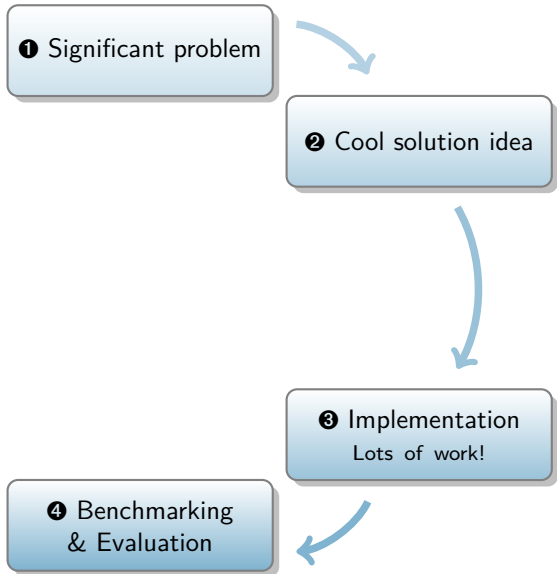 ❶ Significant problem
❷ Cool solution idea
❸ Implementation
Lots of work!
❹ Benchmarking
& Evaluation